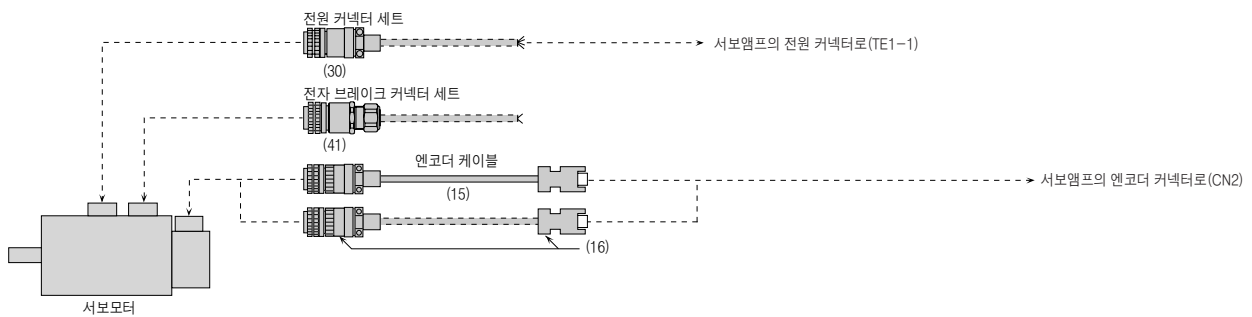 전원 커넥터 세트
서보앰프의 전원 커넥터로(TE1-1)
(30)
전자 브레이크 커넥터 세트
(41)
엔코더 케이블
(15)
서보앰프의 엔코더 커넥터로(CN2)
(16)
서보모터